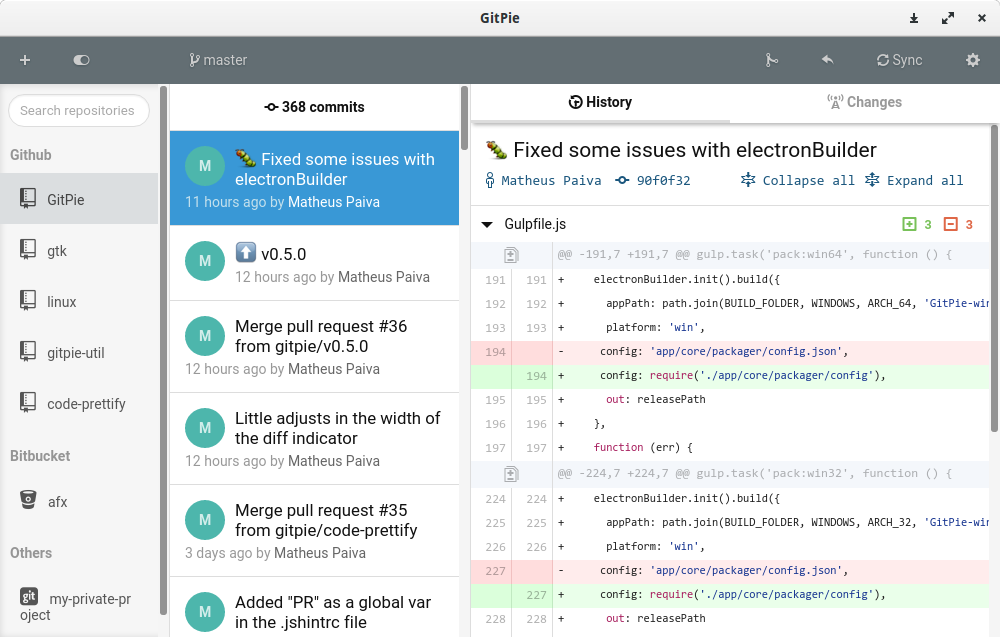 GitPie
master
Sync
Search repositories
Github
GitPie
gtk
linux
gitpie-util
code-prettify
Bitbucket
afx
Others
git my-private-pr
oject
368 commits
M
Fixed some issues with
electronBuilder
11 hours ago by Matheus Paiva
M
v0.5.0
12 hours ago by Matheus Paiva
M
Merge pull request #36
from gitpie/v0.5.0
12 hours ago by Matheus Paiva
M
Little adjusts in the width of
the diff indicator
12 hours ago by Matheus Paiva
M
Merge pull request #35
from gitpie/code-prettify
3 days ago by Matheus Paiva
M
Added "PR" as a global var
in the .jshintrc file
History
Changes
Fixed some issues with electronBuilder
Matheus Paiva 90f0f32 Collapse all Expand all
Gulpfile.js 3 3
@@ -191,7 +191,7 @@ gulp.task('pack:win64', function () {
191 191 + electronBuilder.init().build({
192 192 + appPath: path.join(BUILD_FOLDER, WINDOWS, ARCH_64, 'GitPie-win
193 193 + platform: 'win',
194 - config: 'app/core/packager/config.json',
194 + config: require('./app/core/packager/config'),
195 195 + out: releasePath
196 196 + },
197 197 + function (err) {
@@ -224,7 +224,7 @@ gulp.task('pack:win32', function () {
224 224 + electronBuilder.init().build({
225 225 + appPath: path.join(BUILD_FOLDER, WINDOWS, ARCH_32, 'GitPie-win
226 226 + platform: 'win',
227 - config: 'app/core/packager/config.json',
227 + config: require('./app/core/packager/config'),
228 228 + out: releasePath